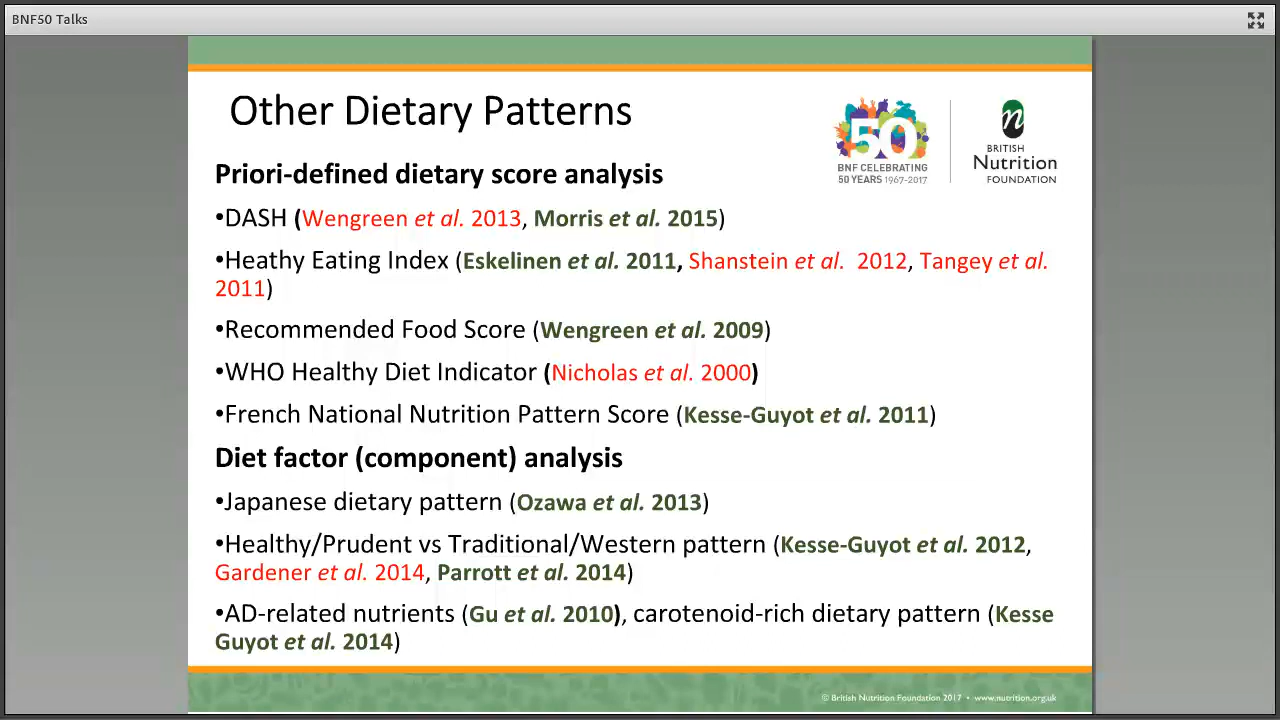 BNF50 Talks
Other Dietary Patterns
50
BNF CELEBRATING
50 YEARS 1967-2017
n
BRITISH
Nutrition
FOUNDATION
Priori-defined dietary score analysis
•DASH (Wengreen et al. 2013, Morris et al. 2015)
•Heathy Eating Index (Eskelinen et al. 2011, Shanstein et al. 2012, Tangey et al.
2011)
•Recommended Food Score (Wengreen et al. 2009)
•WHO Healthy Diet Indicator (Nicholas et al. 2000)
•French National Nutrition Pattern Score (Kesse-Guyot et al. 2011)
Diet factor (component) analysis
•Japanese dietary pattern (Ozawa et al. 2013)
•Healthy/Prudent vs Traditional/Western pattern (Kesse-Guyot et al. 2012,
Gardener et al. 2014, Parrott et al. 2014)
•AD-related nutrients (Gu et al. 2010), carotenoid-rich dietary pattern (Kesse
Guyot et al. 2014)
© British Nutrition Foundation 2017 • www.nutrition.org.uk